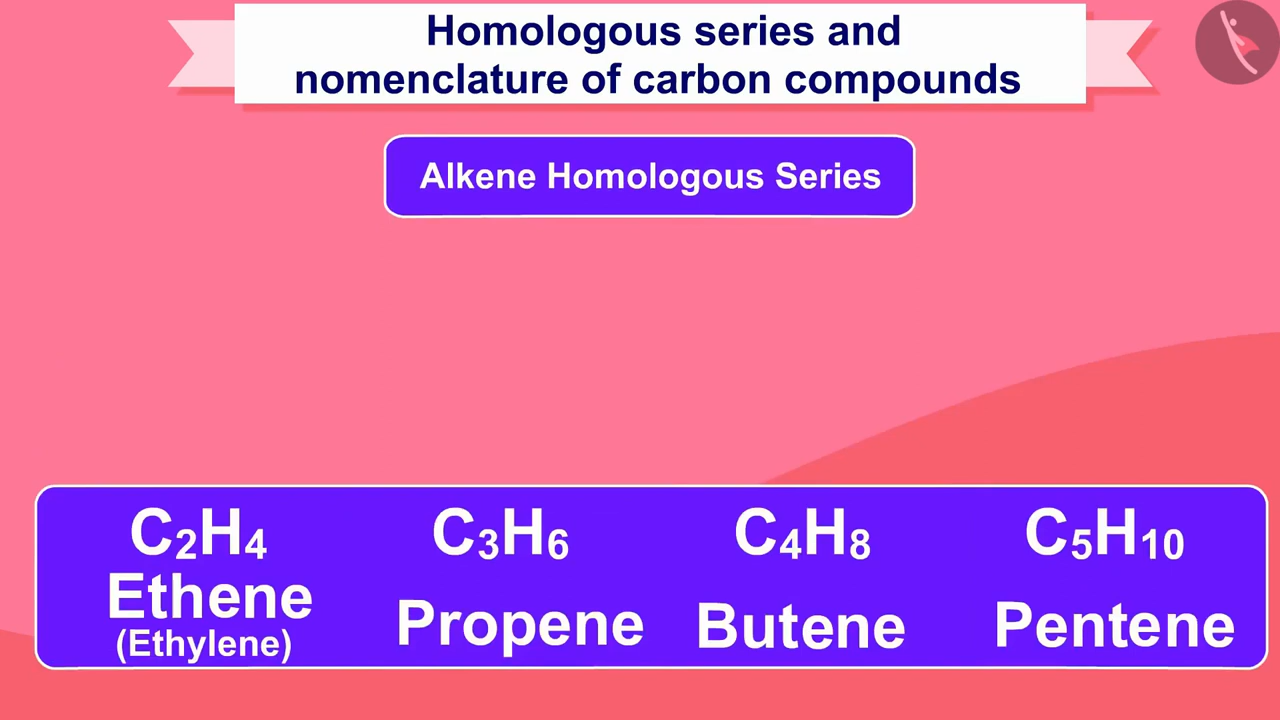 Homologous series and
nomenclature of carbon compounds
Alkene Homologous Series
C₂H₄ C₃H₆ C₄H₈ C₅H₁₀
Ethene Propene Butene Pentene
(Ethylene)